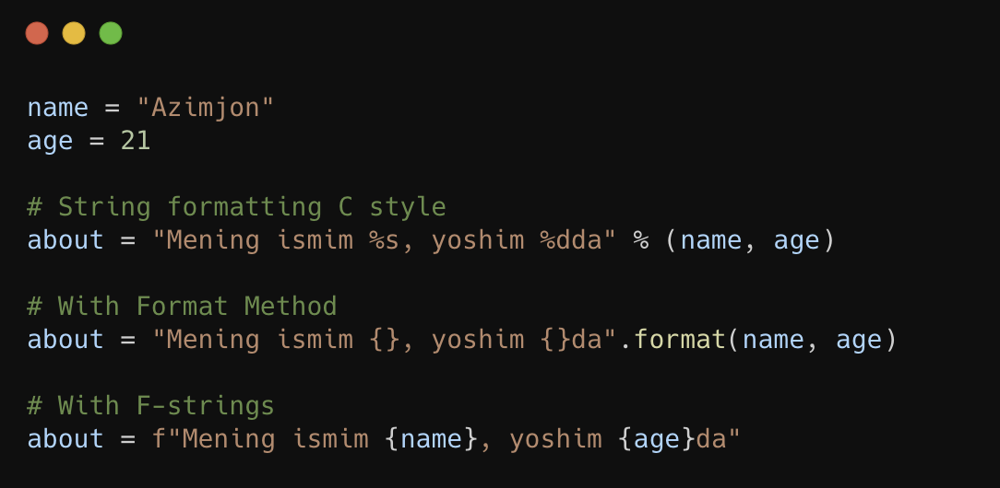 name = "Azimjon"
age = 21
# String formatting C style
about = "Mening ismim %s, yoshim %dda" % (name, age)
# With Format Method
about = "Mening ismim {}, yoshim {}da".format(name, age)
# With F-strings
about = f"Mening ismim {name}, yoshim {age}da"